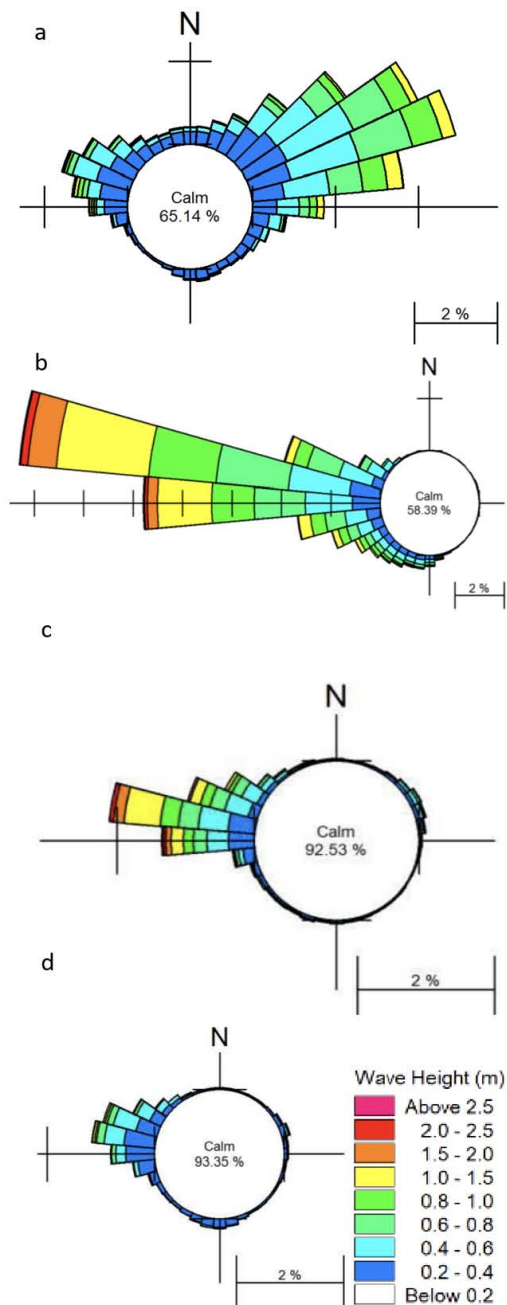 a
N
Calm
65.14 %
2 %
b
N
Calm
58.39 %
2 %
c
N
Calm
92.53 %
2 %
d
N
Calm
93.35 %
2 %
Wave Height (m)
Above 2.5
2.0 - 2.5
1.5 - 2.0
1.0 - 1.5
0.8 - 1.0
0.6 - 0.8
0.4 - 0.6
0.2 - 0.4
Below 0.2